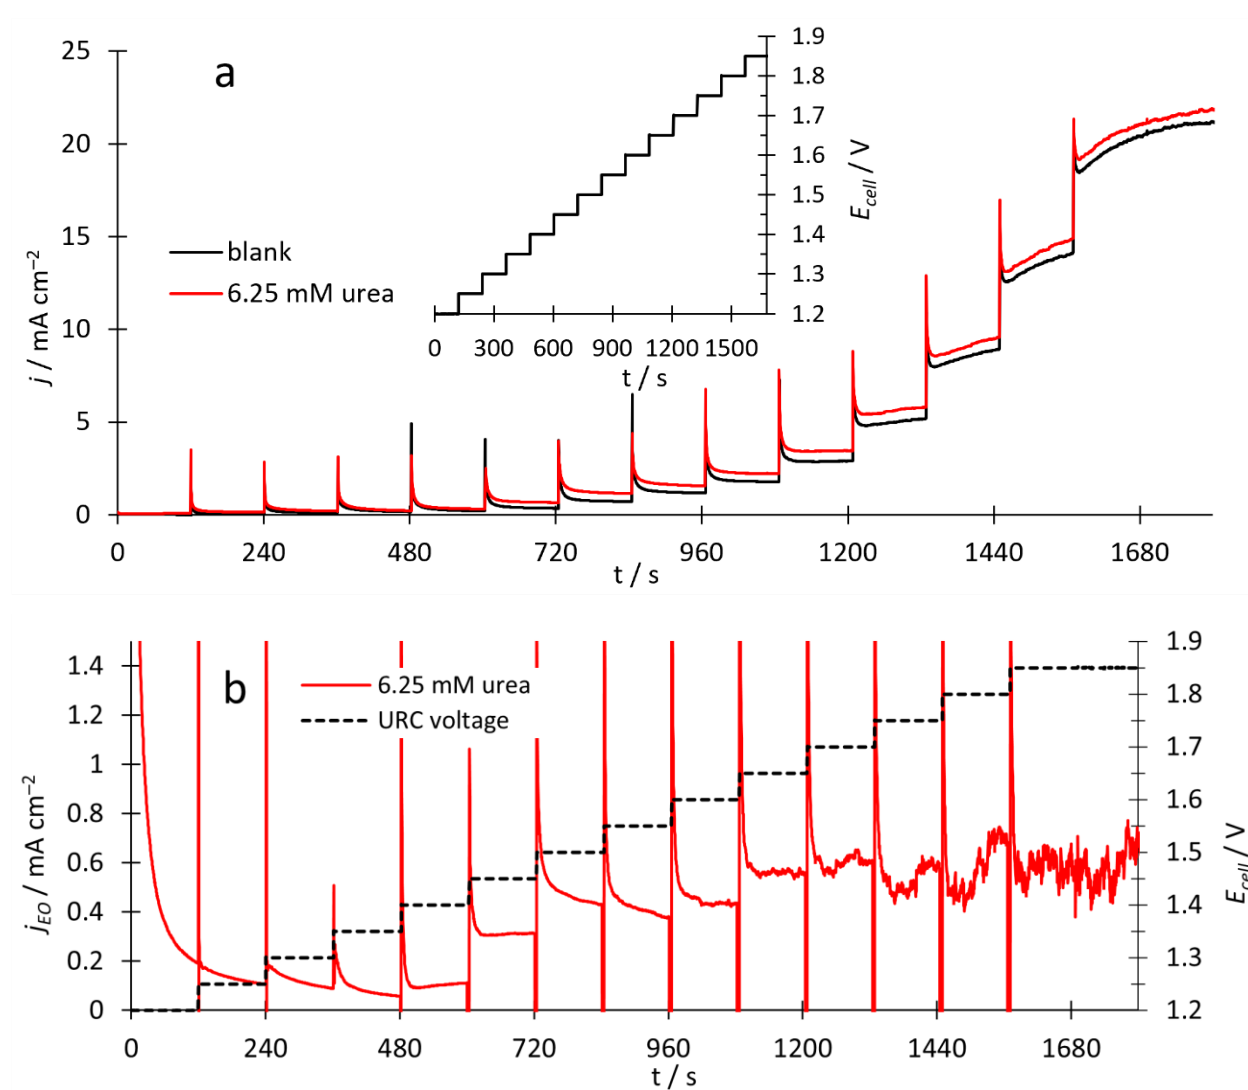 a
25
20
15
10
5
0
j / mA cm⁻²
blank
6.25 mM urea
0 240 480 720 960 1200 1440 1680
t / s
1.9
1.8
1.7
1.6
1.5
1.4
1.3
1.2
E_cell / V
0 300 600 900 1200 1500
t / s
b
1.4
1.2
1
0.8
0.6
0.4
0.2
0
j_EO / mA cm⁻²
6.25 mM urea
URC voltage
1.9
1.8
1.7
1.6
1.5
1.4
1.3
1.2
E_cell / V
0 240 480 720 960 1200 1440 1680
t / s